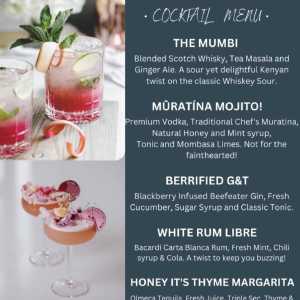 • COCKTAIL MENU •
THE MUMBI
Blended Scotch Whisky, Tea Masala and
Ginger Ale. A sour yet delightful Kenyan
twist on the classic Whiskey Sour.
MŪRATĪNA MOJITO!
Premium Vodka, Traditional Chef's Muratina,
Natural Honey and Mint syrup,
Tonic and Mombasa Limes. Not for the
fainthearted!
BERRIFIED G&T
Blackberry Infused Beefeater Gin, Fresh
Cucumber, Sugar Syrup and Classic Tonic.
WHITE RUM LIBRE
Bacardi Carta Blanca Rum, Fresh Mint, Chili
syrup & Cola. A twist to keep you buzzing!
HONEY IT'S THYME MARGARITA
Olmeca Tequila, Fresh Juice, Triple Sec, Thyme &